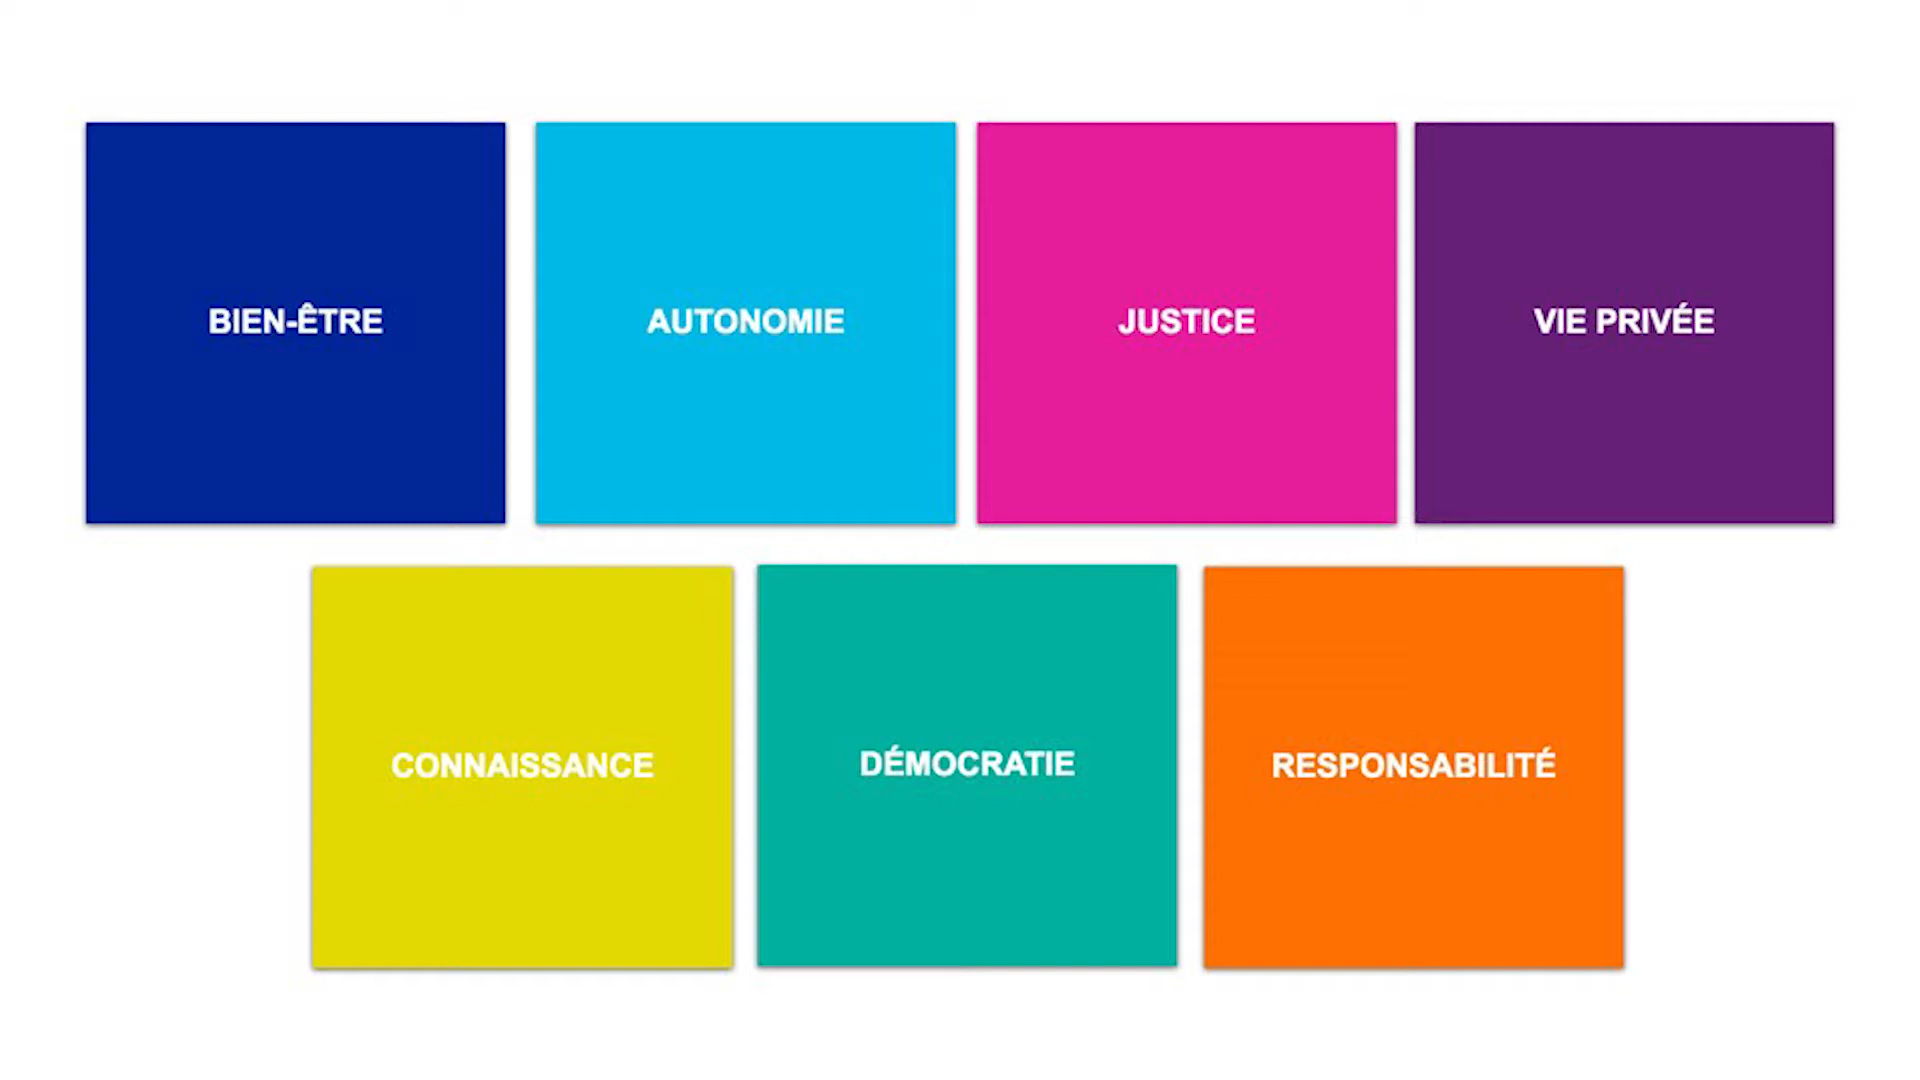 BIEN-ÊTRE
AUTONOMIE
JUSTICE
VIE PRIVÉE
CONNAISSANCE
DÉMOCRATIE
RESPONSABILITÉ